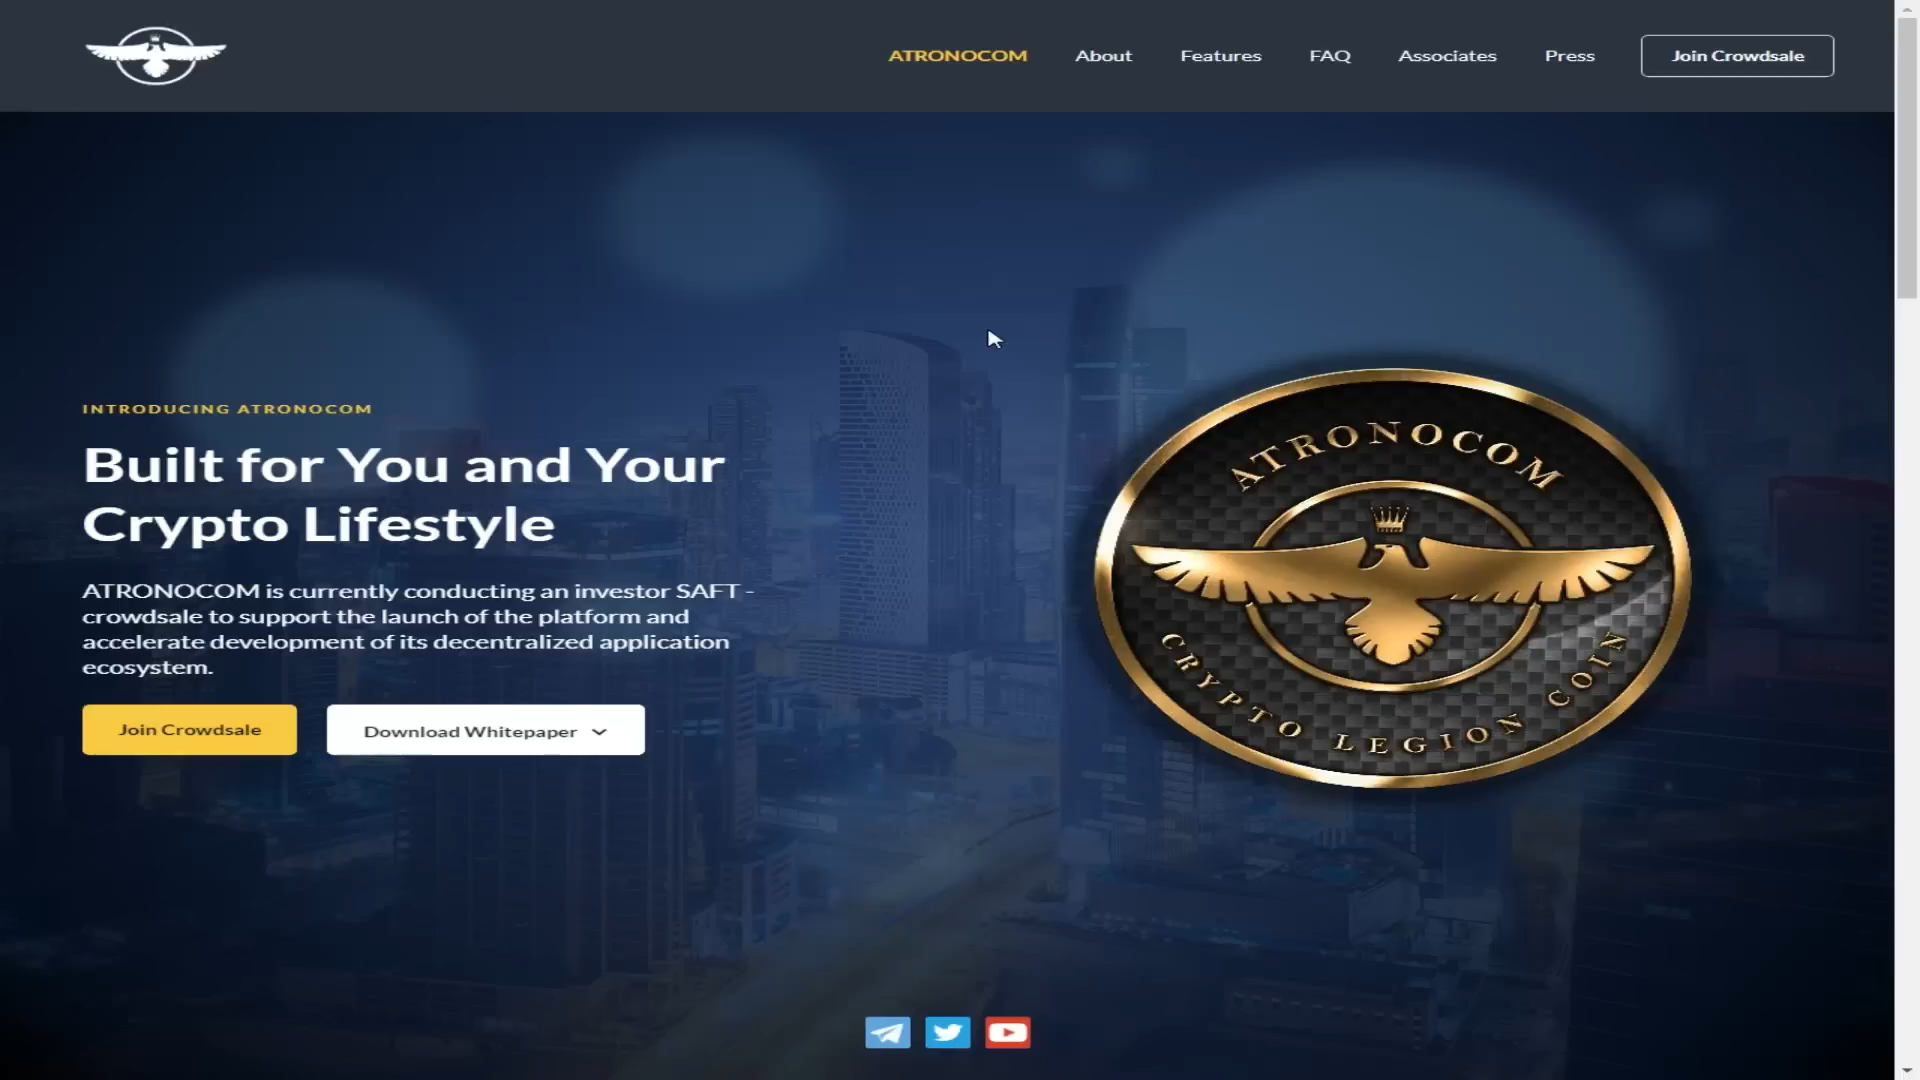 ATRONOCOM About Features FAQ Associates Press Join Crowdsale
INTRODUCING ATRONOCOM
Built for You and Your
Crypto Lifestyle
ATRONOCOM is currently conducting an investor SAFT -
crowdsale to support the launch of the platform and
accelerate development of its decentralized application
ecosystem.
Join Crowdsale Download Whitepaper
ATRONOCOM
CRYPTO LEGION COIN